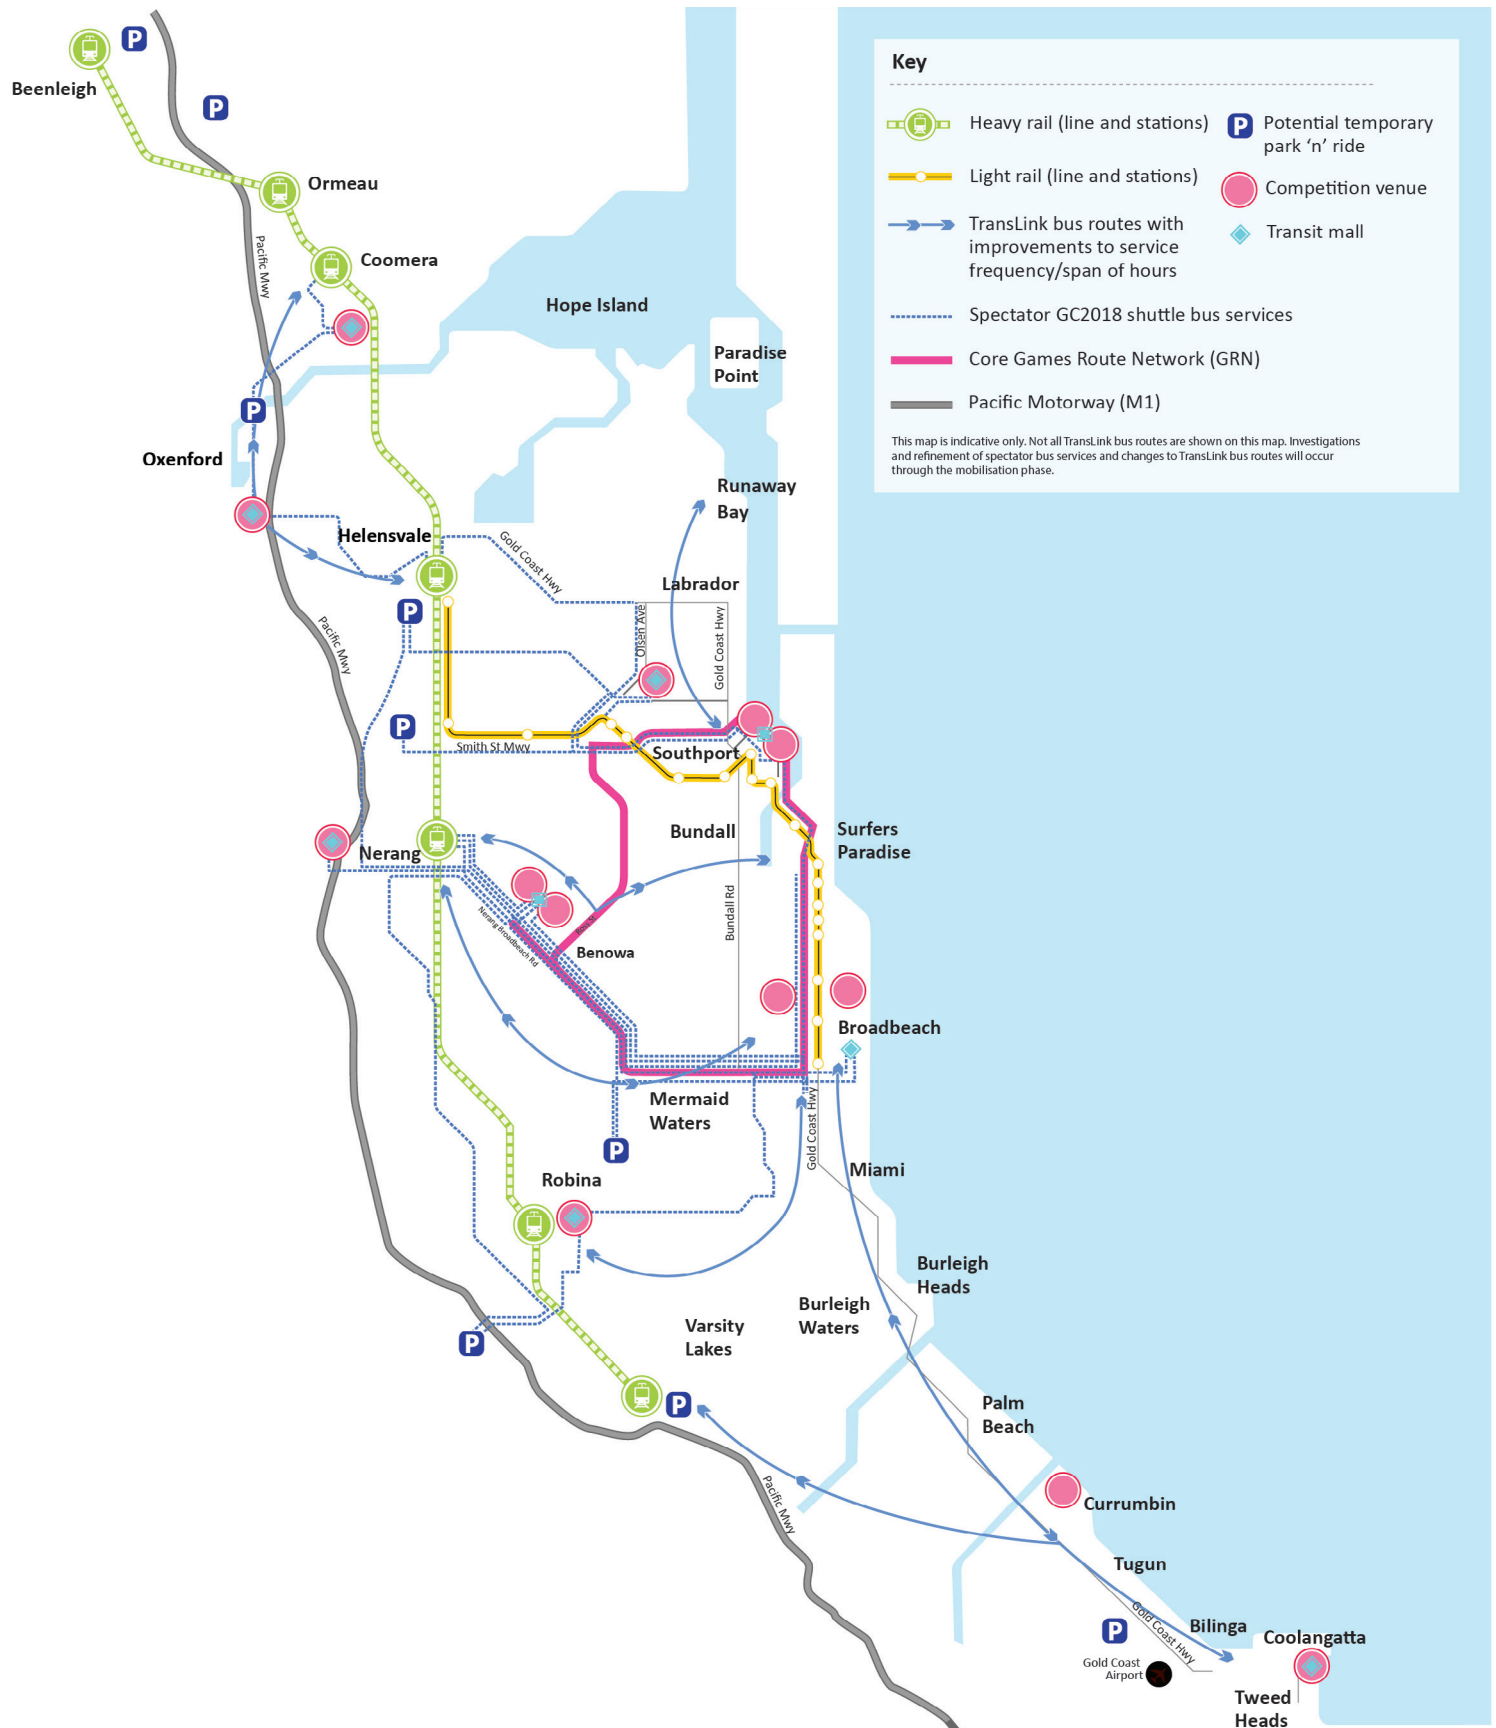 Key
Heavy rail (line and stations)
Light rail (line and stations)
TransLink bus routes with
improvements to service
frequency/span of hours
Spectator GC2018 shuttle bus services
Core Games Route Network (GRN)
Pacific Motorway (M1)
P
Potential temporary
park ‘n’ ride
Competition venue
Transit mall
This map is indicative only. Not all TransLink bus routes are shown on this map. Investigations
and refinement of spectator bus services and changes to TransLink bus routes will occur
through the mobilisation phase.
P
Beenleigh
P
Ormeau
Pacific Mwy
Coomera
Hope Island
Paradise
Point
P
Oxenford
Runaway
Bay
Helensvale
Gold Coast Hwy
Labrador
P
Olsen Ave
Gold Coast Hwy
Pacific Mwy
P
Smith St Mwy
Southport
Bundall
Surfers
Paradise
Nerang
Bundall Rd
Nerang Broadbeach Rd
Ross St
Benowa
Broadbeach
Mermaid
Waters
Gold Coast Hwy
P
Miami
Robina
Burleigh
Heads
Burleigh
Waters
Varsity
Lakes
P
P
Palm
Beach
Pacific Mwy
Currumbin
Tugun
P
Gold Coast Hwy
Bilinga
Coolangatta
Gold Coast
Airport
Tweed
Heads